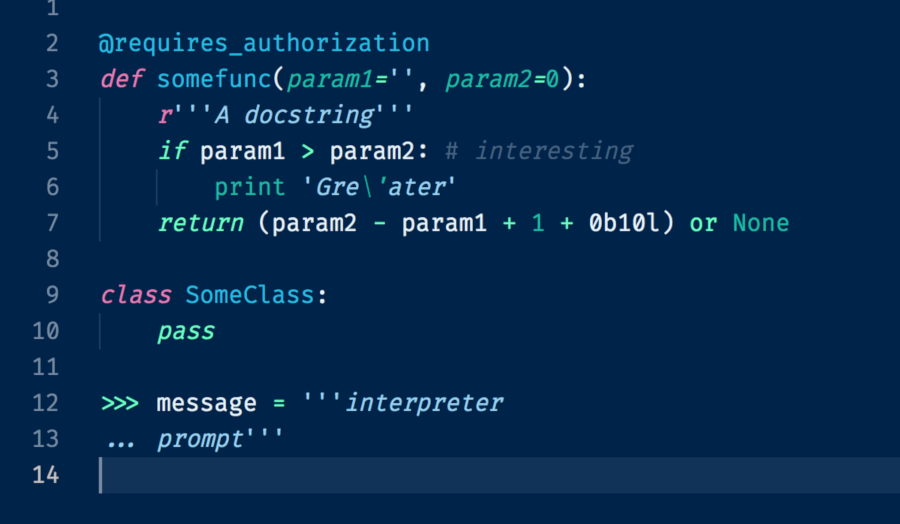 1
2 @requires_authorization
3 def somefunc(param1='', param2=0):
4     r'''A docstring'''
5     if param1 > param2: # interesting
6         print 'Gre\'ater'
7     return (param2 - param1 + 1 + 0b10l) or None
8
9 class SomeClass:
10     pass
11
12 >>> message = '''interpreter
13 ... prompt'''
14